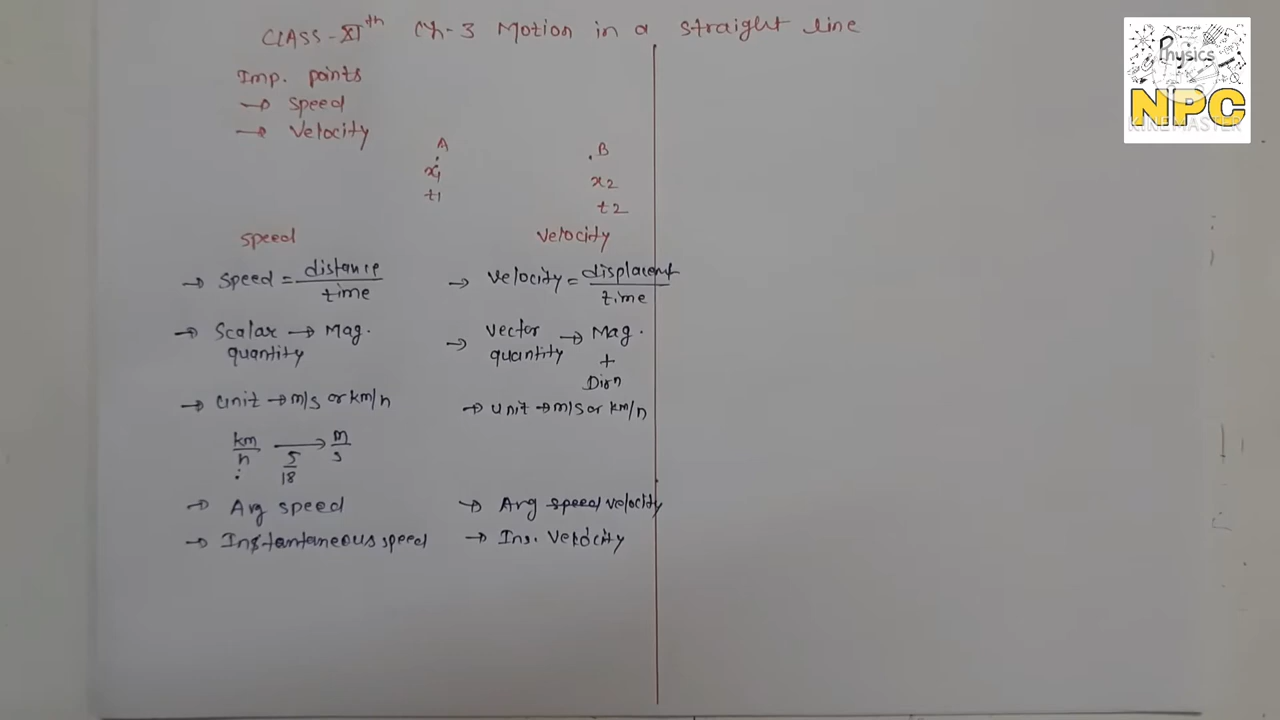 CLASS-XIth Ch-3 Motion in a straight line
Imp. points
→ Speed
→ Velocity
A .B
x1 x2
t1 t2
Speed Velocity
→ Speed = distance/time → Velocity = displacent/time
→ Scalar quantity → Mag. → Vector quantity → Mag. + Dirn
→ Unit → m/s or km/h → Unit → m/s or km/h
km/h → 5/18 m/s
→ Avg speed → Avg speed velocity
→ Instantaneous speed → Ins. Velocity
Physics
NPC
KINEMASTER